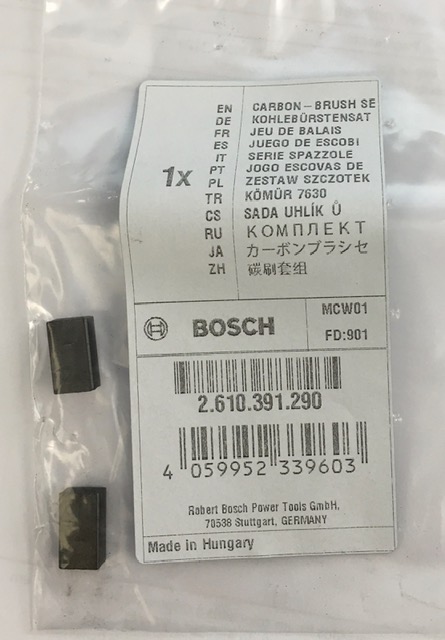 1x
EN CARBON-BRUSH SE
DE KOHLEBÜRSTENSAT
FR JEU DE BALAIS
ES JUEGO DE ESCOBI
IT SERIE SPAZZOLE
PT JOGO ESCOVAS DE
PL ZESTAW SZCZOTEK
TR KÖMÜR 7630
CS SADA UHLÍK Ů
RU КОМПЛЕКТ
JA カーボンブラシセ
ZH 碳刷套组
BOSCH
MCW01
FD:901
2.610.391.290
4 059952 339603
Robert Bosch Power Tools GmbH,
70538 Stuttgart, GERMANY
Made in Hungary